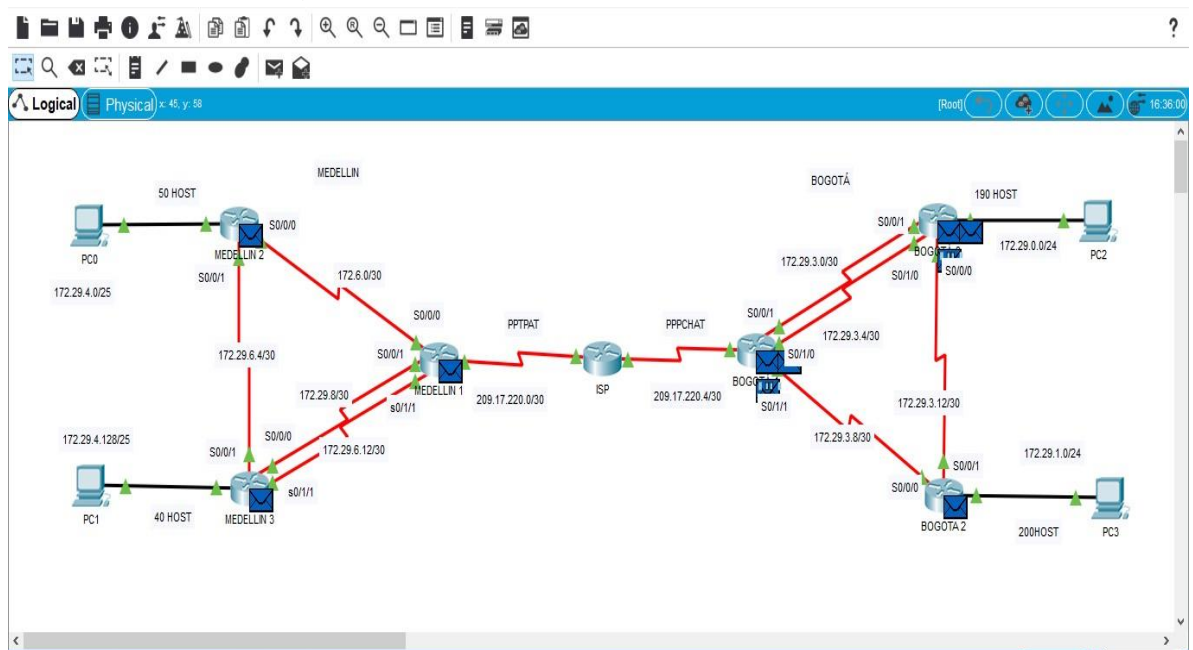 Logical
Physical
x: 45, y: 58
[Root]
16:36:00
MEDELLIN
BOGOTÁ
50 HOST
190 HOST
S0/0/0
S0/0/1
PC0
MEDELLIN 2
PC2
172.29.0.0/24
172.29.4.0/25
S0/0/1
172.6.0/30
172.29.3.0/30
S0/1/0
S0/0/0
S0/0/0
S0/0/1
PPTPAT
PPPCHAT
172.29.3.4/30
172.29.6.4/30
S0/0/1
S0/1/0
ISP
MEDELLIN 1
172.29.8/30
209.17.220.0/30
209.17.220.4/30
s0/1/1
S0/1/1
172.29.3.12/30
172.29.4.128/25
S0/0/0
172.29.6.12/30
172.29.3.8/30
S0/0/1
172.29.1.0/24
S0/0/1
s0/1/1
S0/0/0
PC1
40 HOST
MEDELLIN 3
BOGOTA 2
200HOST
PC3